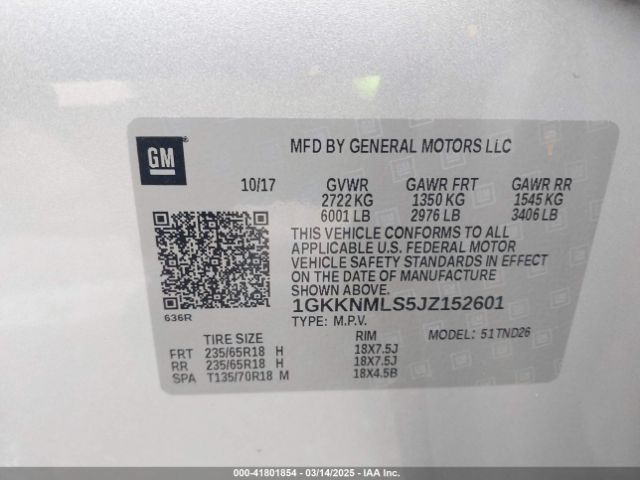 GM
MFD BY GENERAL MOTORS LLC
10/17 GVWR GAWR FRT GAWR RR
2722 KG 1350 KG 1545 KG
6001 LB 2976 LB 3406 LB
THIS VEHICLE CONFORMS TO ALL
APPLICABLE U.S. FEDERAL MOTOR
VEHICLE SAFETY STANDARDS IN EFFECT
ON THE DATE OF MANUFACTURE
SHOWN ABOVE.
636R
1GKKNMLS5JZ152601
TYPE: M.P.V.
TIRE SIZE RIM MODEL: 51TND26
FRT 235/65R18 H 18X7.5J
RR 235/65R18 H 18X7.5J
SPA T135/70R18 M 18X4.5B
000-41801854 — 03/14/2025 — IAA Inc.